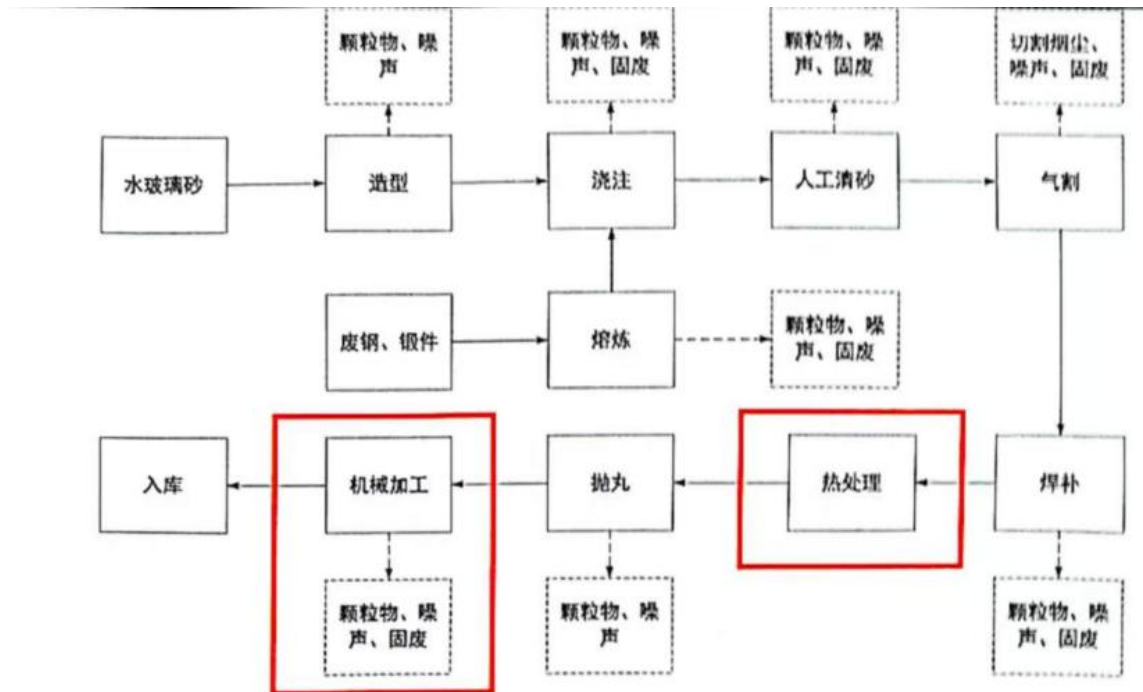 颗粒物、噪
声
颗粒物、噪
声、固废
颗粒物、噪
声、固废
切割烟尘、
噪声、固废
水玻璃砂
造型
浇注
人工清砂
气割
废钢、锻件
熔炼
颗粒物、噪
声、固废
入库
机械加工
抛丸
热处理
焊补
颗粒物、噪
声、固废
颗粒物、噪
声
颗粒物、噪
声、固废